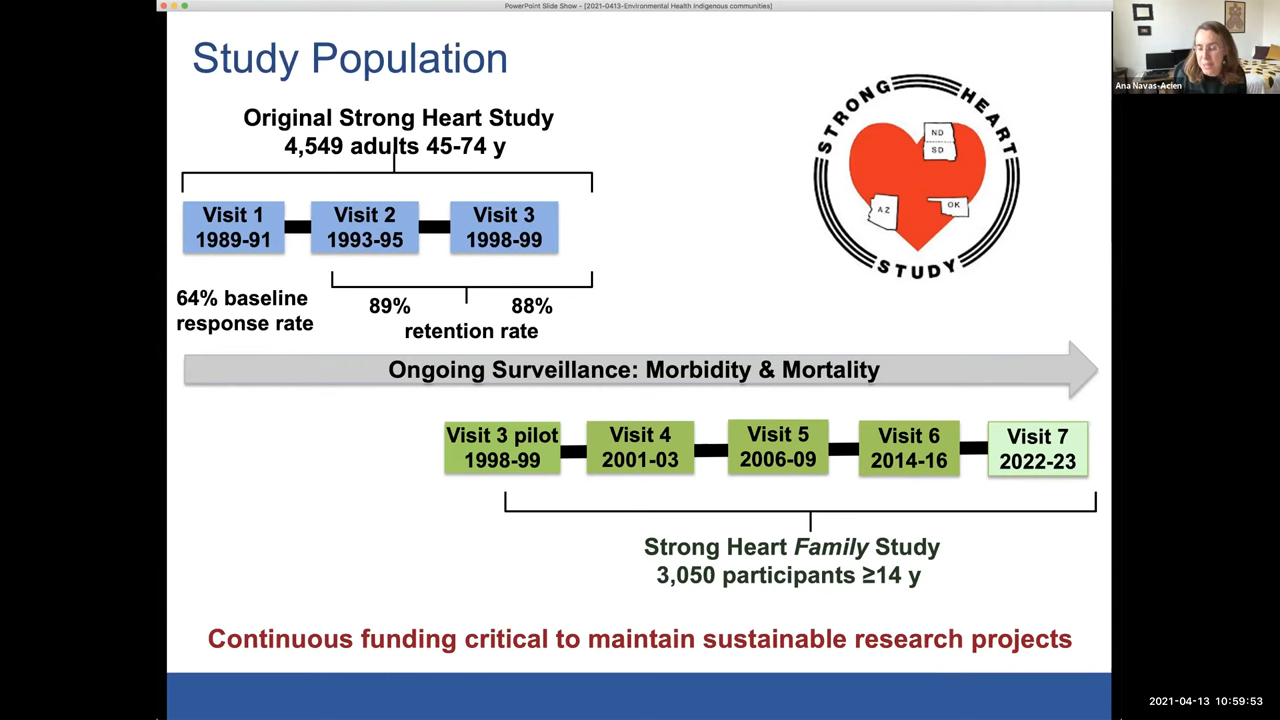 PowerPoint Slide Show - [2021-0413-Environmental Health Indigenous communities]
Study Population
Original Strong Heart Study
4,549 adults 45-74 y
Visit 1
1989-91
Visit 2
1993-95
Visit 3
1998-99
64% baseline
response rate
89%
88%
retention rate
STRONG HEART
STUDY
ND
SD
AZ
OK
Ongoing Surveillance: Morbidity & Mortality
Visit 3 pilot
1998-99
Visit 4
2001-03
Visit 5
2006-09
Visit 6
2014-16
Visit 7
2022-23
Strong Heart Family Study
3,050 participants ≥14 y
Continuous funding critical to maintain sustainable research projects
Ana Navas-Acien
2021-04-13 10:59:53